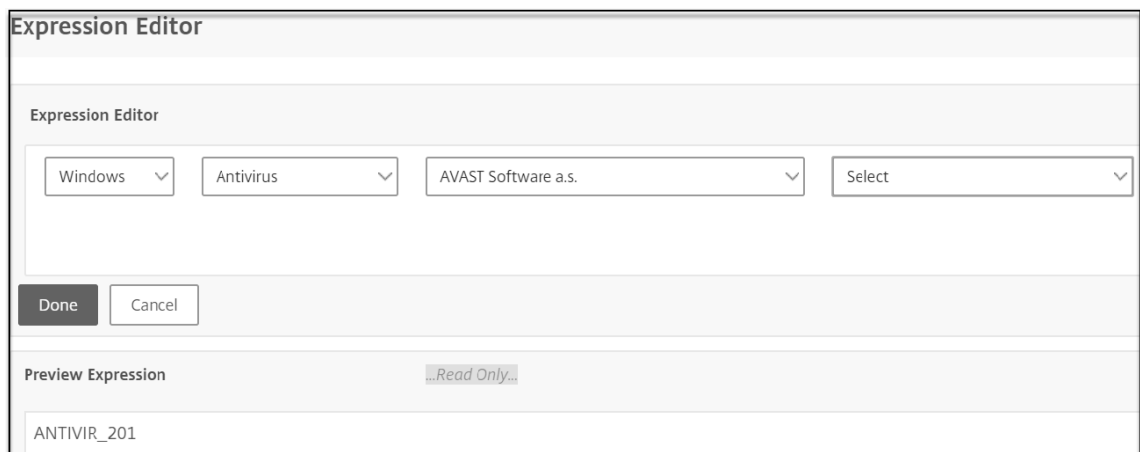 Expression Editor
Expression Editor
Windows Antivirus AVAST Software a.s. Select
Done Cancel
Preview Expression ...Read Only...
ANTIVIR_201